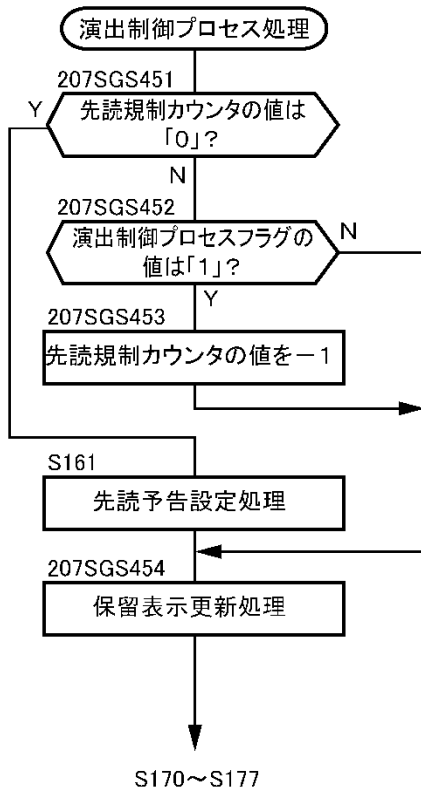 演出制御プロセス処理
207SGS451
Y
先読規制カウンタの値は
「0」?
N
207SGS452
演出制御プロセスフラグの
値は「1」?
N
Y
207SGS453
先読規制カウンタの値を－1
S161
先読予告設定処理
207SGS454
保留表示更新処理
S170～S177